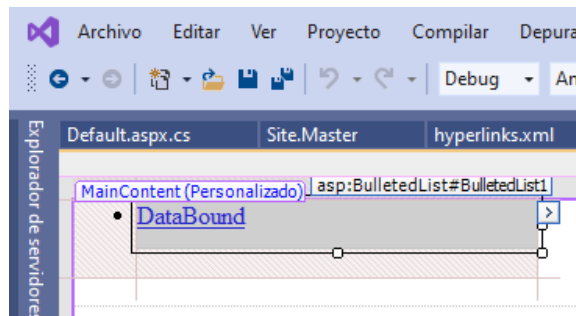 Archivo Editar Ver Proyecto Compilar Depura
Debug An
Default.aspx.cs Site.Master hyperlinks.xml
Explorador de servidores
MainContent (Personalizado) asp:BulletedList#BulletedList1
DataBound